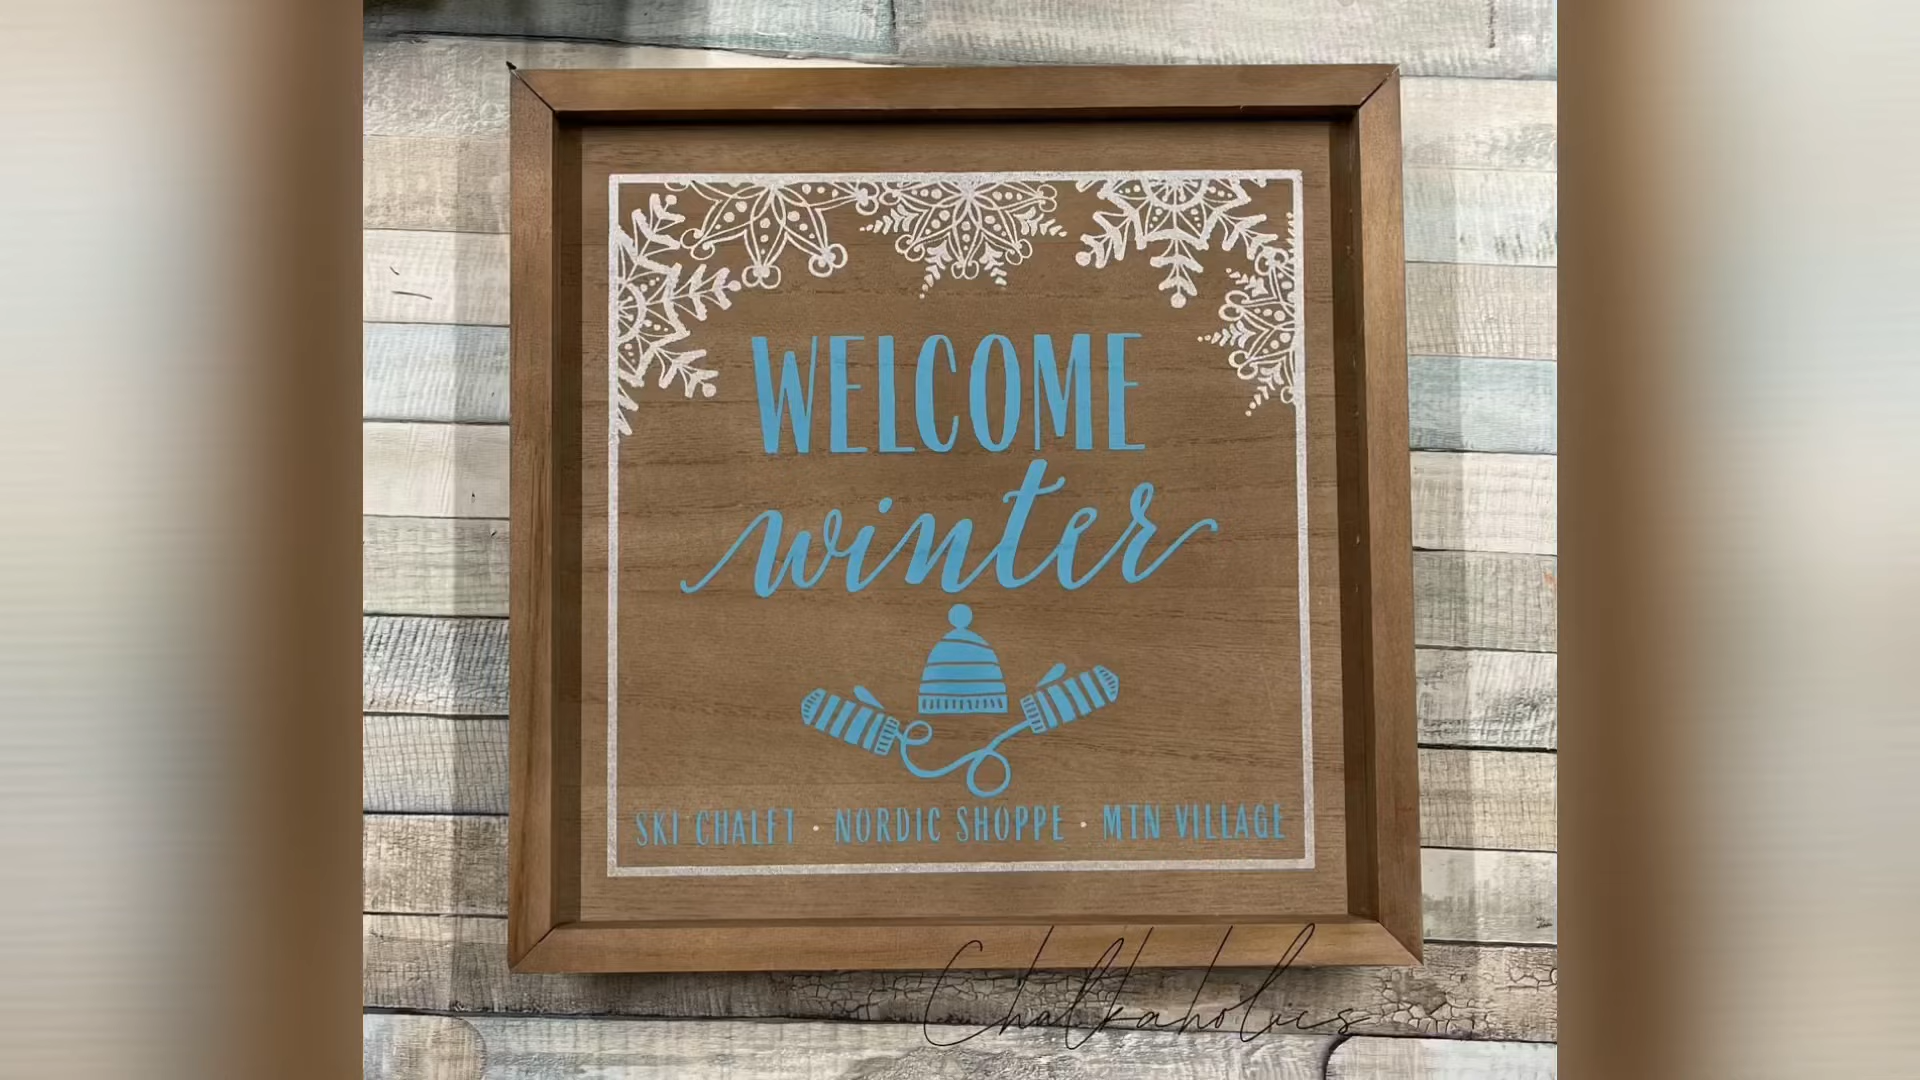 WELCOME
winter
SKI CHALET · NORDIC SHOPPE · MTN VILLAGE
Chalkaholics